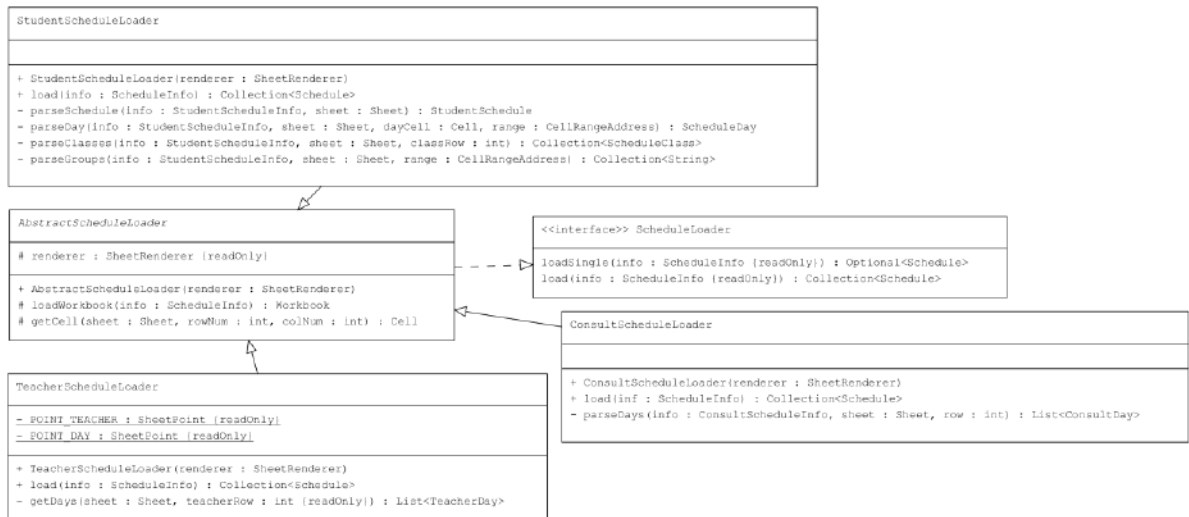 StudentScheduleLoader
+ StudentScheduleLoader(renderer : SheetRenderer)
+ load(info : ScheduleInfo) : Collection<Schedule>
- parseSchedule(info : StudentScheduleInfo, sheet : Sheet) : StudentSchedule
- parseDay(info : StudentScheduleInfo, sheet : Sheet, dayCell : Cell, range : CellRangeAddress) : ScheduleDay
- parseClasses(info : StudentScheduleInfo, sheet : Sheet, classRow : int) : Collection<ScheduleClass>
- parseGroups(info : StudentScheduleInfo, sheet : Sheet, range : CellRangeAddress) : Collection<String>
AbstractScheduleLoader
# renderer : SheetRenderer {readOnly}
+ AbstractScheduleLoader(renderer : SheetRenderer)
# loadWorkbook(info : ScheduleInfo) : Workbook
# getCell(sheet : Sheet, rowNum : int, colNum : int) : Cell
<<interface>> ScheduleLoader
loadSingle(info : ScheduleInfo {readOnly}) : Optional<Schedule>
load(info : ScheduleInfo {readOnly}) : Collection<Schedule>
ConsultScheduleLoader
+ ConsultScheduleLoader(renderer : SheetRenderer)
+ load(inf : ScheduleInfo) : Collection<Schedule>
- parseDays(info : ConsultScheduleInfo, sheet : Sheet, row : int) : List<ConsultDay>
TeacherScheduleLoader
- POINT_TEACHER : SheetPoint {readOnly}
- POINT_DAY : SheetPoint {readOnly}
+ TeacherScheduleLoader(renderer : SheetRenderer)
+ load(info : ScheduleInfo) : Collection<Schedule>
- getDays(sheet : Sheet, teacherRow : int {readOnly}) : List<TeacherDay>